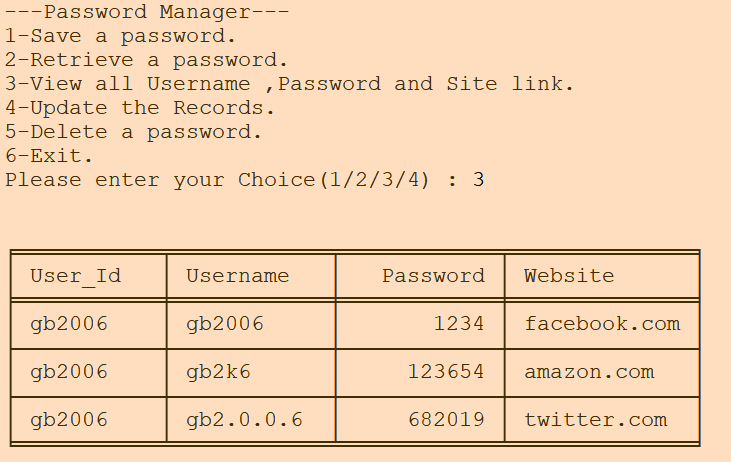 ---Password Manager---
1-Save a password.
2-Retrieve a password.
3-View all Username ,Password and Site link.
4-Update the Records.
5-Delete a password.
6-Exit.
Please enter your Choice(1/2/3/4) : 3
User_Id Username Password Website
gb2006 gb2006 1234 facebook.com
gb2006 gb2k6 123654 amazon.com
gb2006 gb2.0.0.6 682019 twitter.com